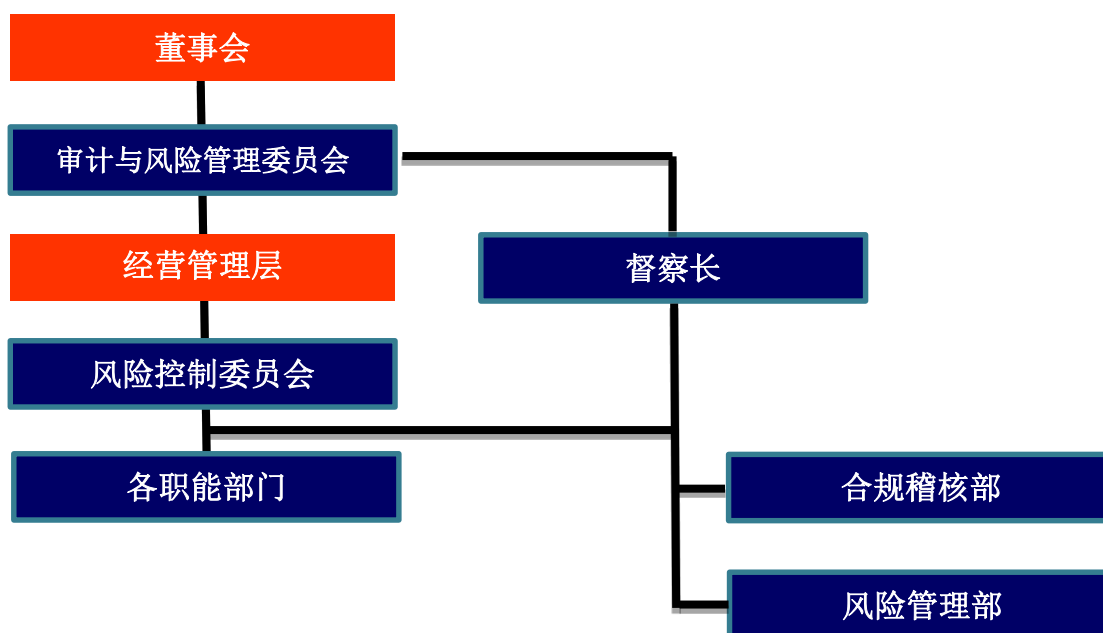 董事会
审计与风险管理委员会
经营管理层
督察长
风险控制委员会
各职能部门
合规稽核部
风险管理部